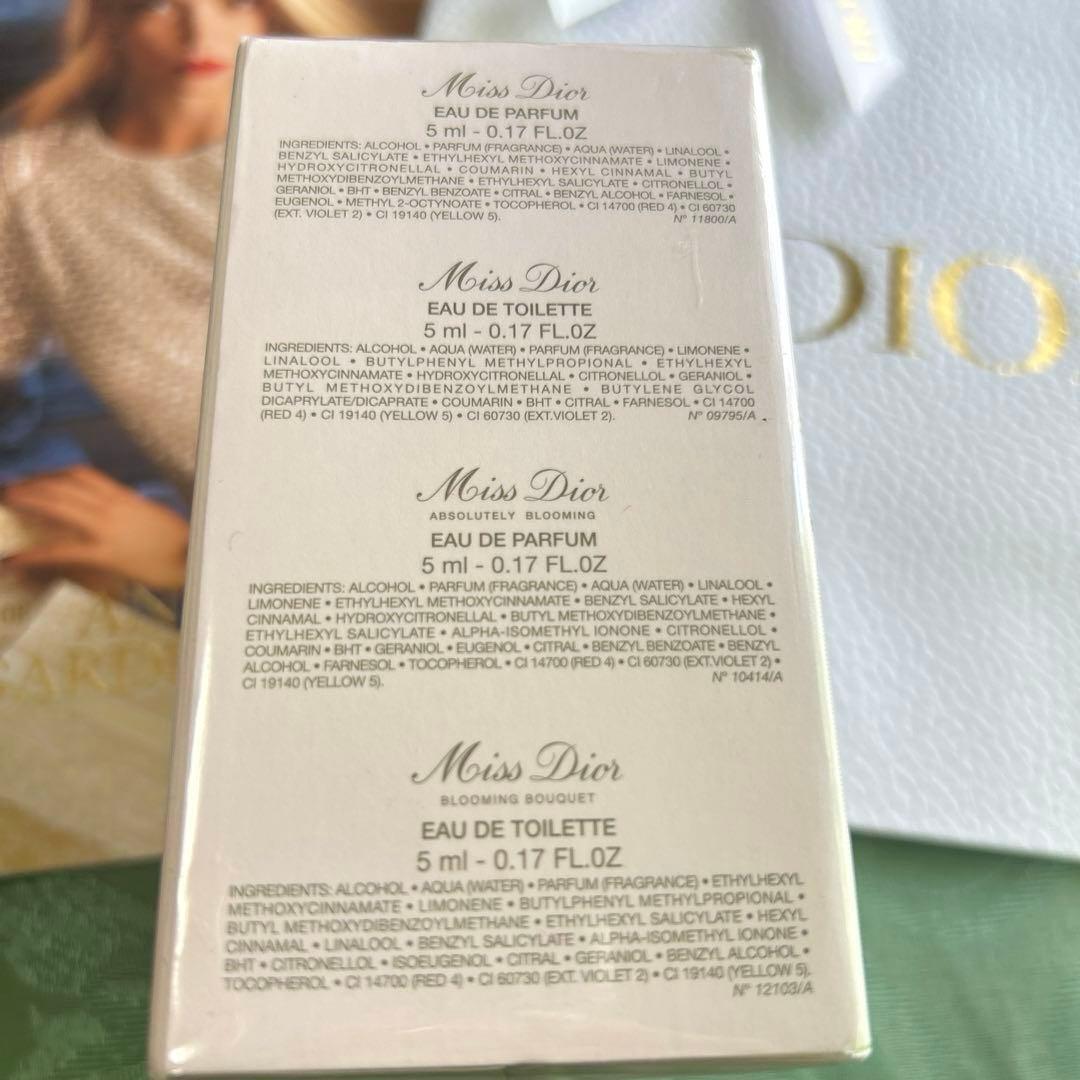 Miss Dior
EAU DE PARFUM
5 ml - 0.17 FL.OZ
INGREDIENTS: ALCOHOL • PARFUM (FRAGRANCE) • AQUA (WATER) • LINALOOL •
BENZYL SALICYLATE • ETHYLHEXYL METHOXYCINNAMATE • LIMONENE •
HYDROXYCITRONELLAL • COUMARIN • HEXYL CINNAMAL • BUTYL
METHOXYDIBENZOYLMETHANE • ETHYLHEXYL SALICYLATE • CITRONELLOL •
GERANIOL • BHT • BENZYL BENZOATE • CITRAL • BENZYL ALCOHOL • FARNESOL •
EUGENOL • METHYL 2-OCTYNOATE • TOCOPHEROL • CI 14700 (RED 4) • CI 60730
(EXT. VIOLET 2) • CI 19140 (YELLOW 5). N° 11800/A
Miss Dior
EAU DE TOILETTE
5 ml - 0.17 FL.OZ
INGREDIENTS: ALCOHOL • AQUA (WATER) • PARFUM (FRAGRANCE) • LIMONENE •
LINALOOL • BUTYLPHENYL METHYLPROPIONAL • ETHYLHEXYL
METHOXYCINNAMATE • HYDROXYCITRONELLAL • CITRONELLOL • GERANIOL •
BUTYL METHOXYDIBENZOYLMETHANE • BUTYLENE GLYCOL
DICAPRYLATE/DICAPRATE • COUMARIN • BHT • CITRAL • FARNESOL • CI 14700
(RED 4) • CI 19140 (YELLOW 5) • CI 60730 (EXT.VIOLET 2). N° 09795/A
Miss Dior
ABSOLUTELY BLOOMING
EAU DE PARFUM
5 ml - 0.17 FL.OZ
INGREDIENTS: ALCOHOL • PARFUM (FRAGRANCE) • AQUA (WATER) • LINALOOL •
LIMONENE • ETHYLHEXYL METHOXYCINNAMATE • BENZYL SALICYLATE • HEXYL
CINNAMAL • HYDROXYCITRONELLAL • BUTYL METHOXYDIBENZOYLMETHANE •
ETHYLHEXYL SALICYLATE • ALPHA-ISOMETHYL IONONE • CITRONELLOL •
COUMARIN • BHT • GERANIOL • EUGENOL • CITRAL • BENZYL BENZOATE • BENZYL
ALCOHOL • FARNESOL • TOCOPHEROL • CI 14700 (RED 4) • CI 60730 (EXT.VIOLET 2) •
CI 19140 (YELLOW 5). N° 10414/A
Miss Dior
BLOOMING BOUQUET
EAU DE TOILETTE
5 ml - 0.17 FL.OZ
INGREDIENTS: ALCOHOL • AQUA (WATER) • PARFUM (FRAGRANCE) • ETHYLHEXYL
METHOXYCINNAMATE • LIMONENE • BUTYLPHENYL METHYLPROPIONAL •
BUTYL METHOXYDIBENZOYLMETHANE • ETHYLHEXYL SALICYLATE • HEXYL
CINNAMAL • LINALOOL • BENZYL SALICYLATE • ALPHA-ISOMETHYL IONONE •
BHT • CITRONELLOL • ISOEUGENOL • CITRAL • GERANIOL • BENZYL ALCOHOL •
TOCOPHEROL • CI 14700 (RED 4) • CI 60730 (EXT. VIOLET 2) • CI 19140 (YELLOW 5).
N° 12103/A
DIO